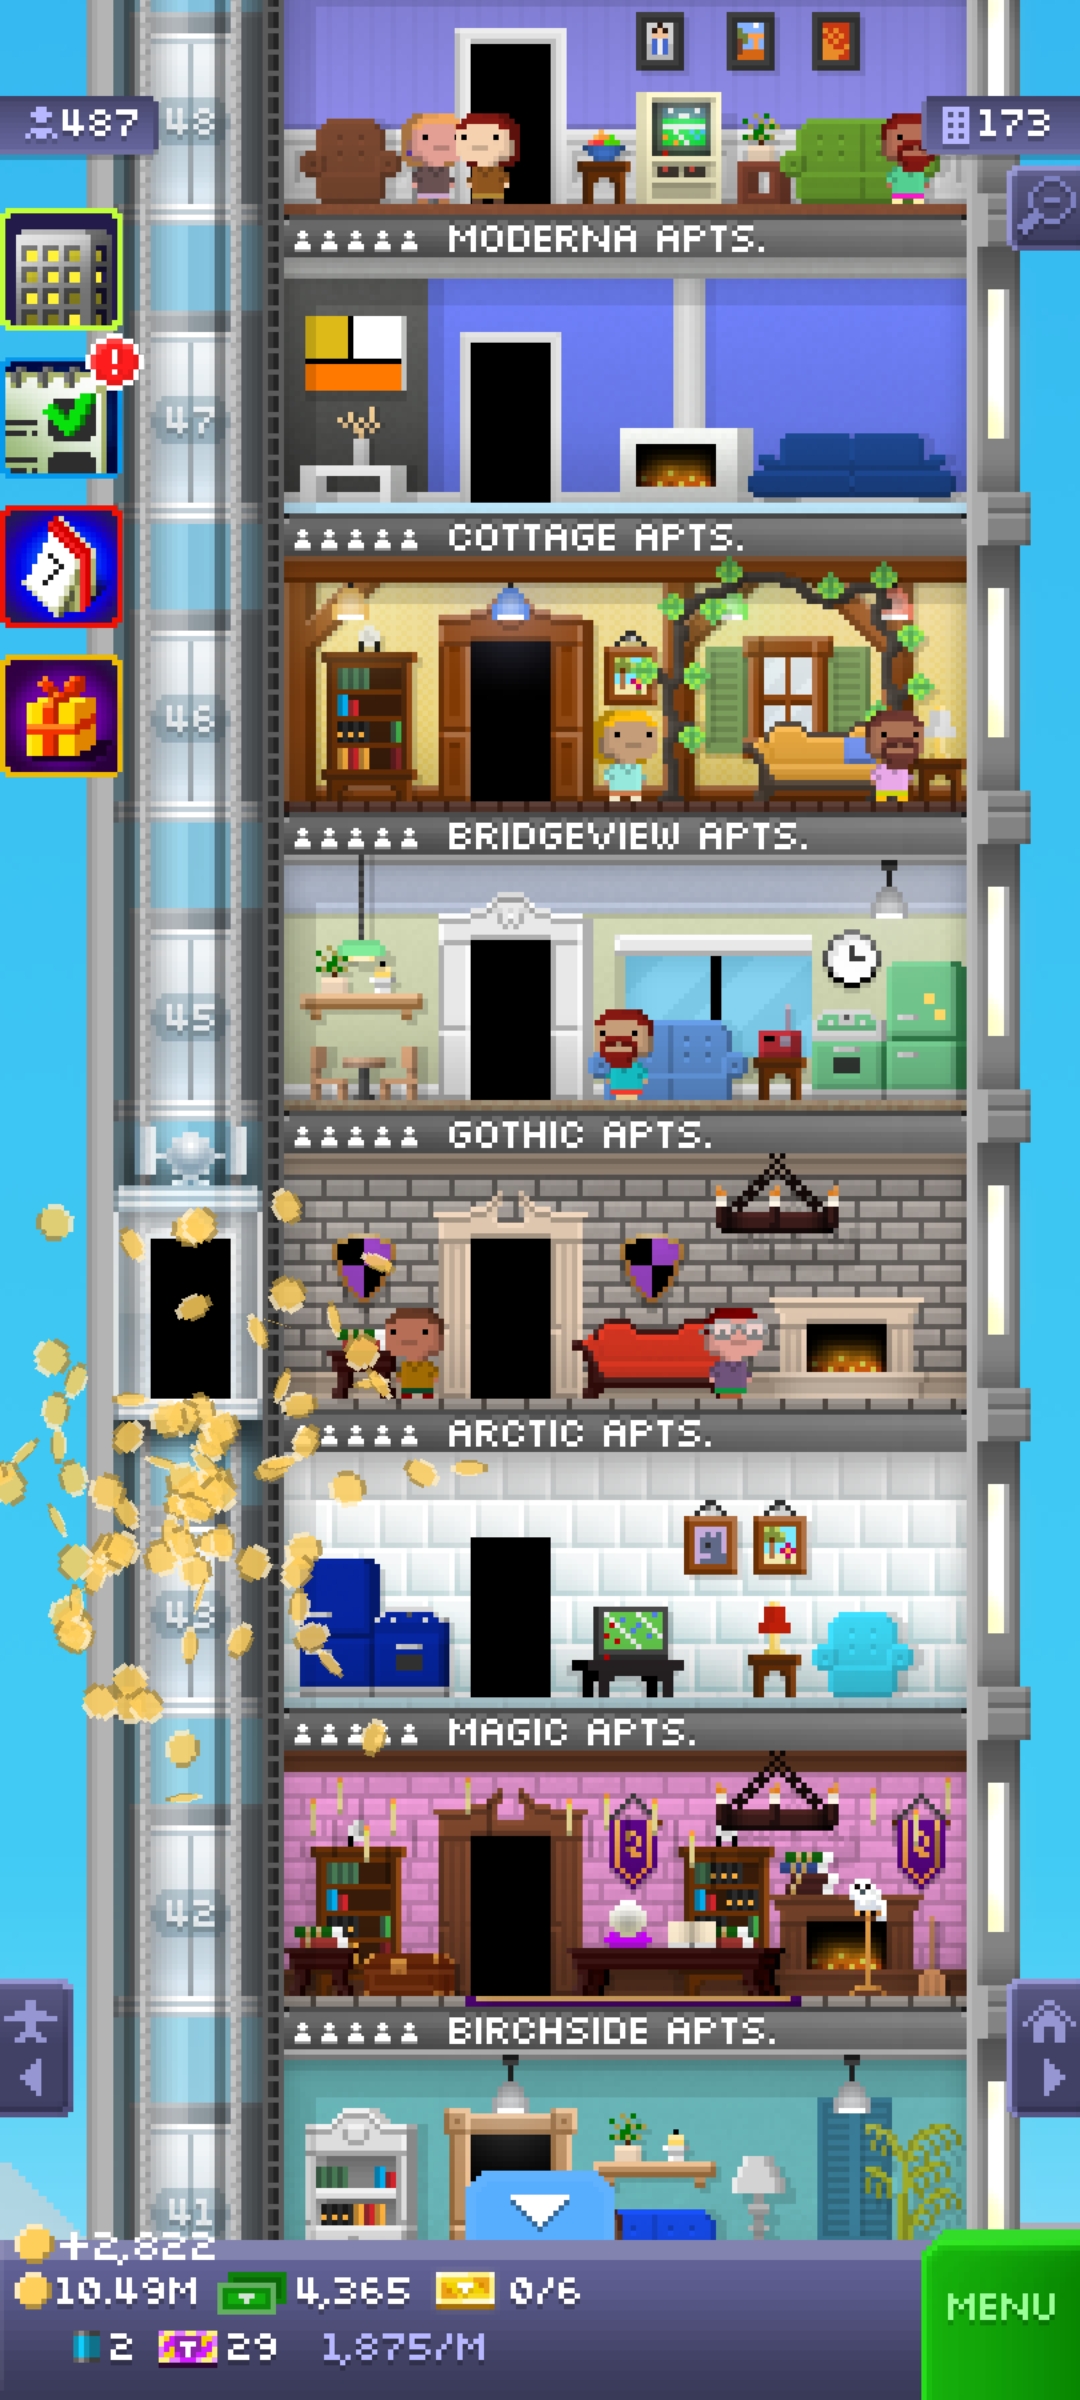 487
48
173
MODERNA APTS.
47
COTTAGE APTS.
7
46
BRIDGEVIEW APTS.
45
GOTHIC APTS.
ARCTIC APTS.
43
MAGIC APTS.
42
BIRCHSIDE APTS.
41
+2,822
10.49M 4,365 0/6
MENU
2 T 29 1,875/M